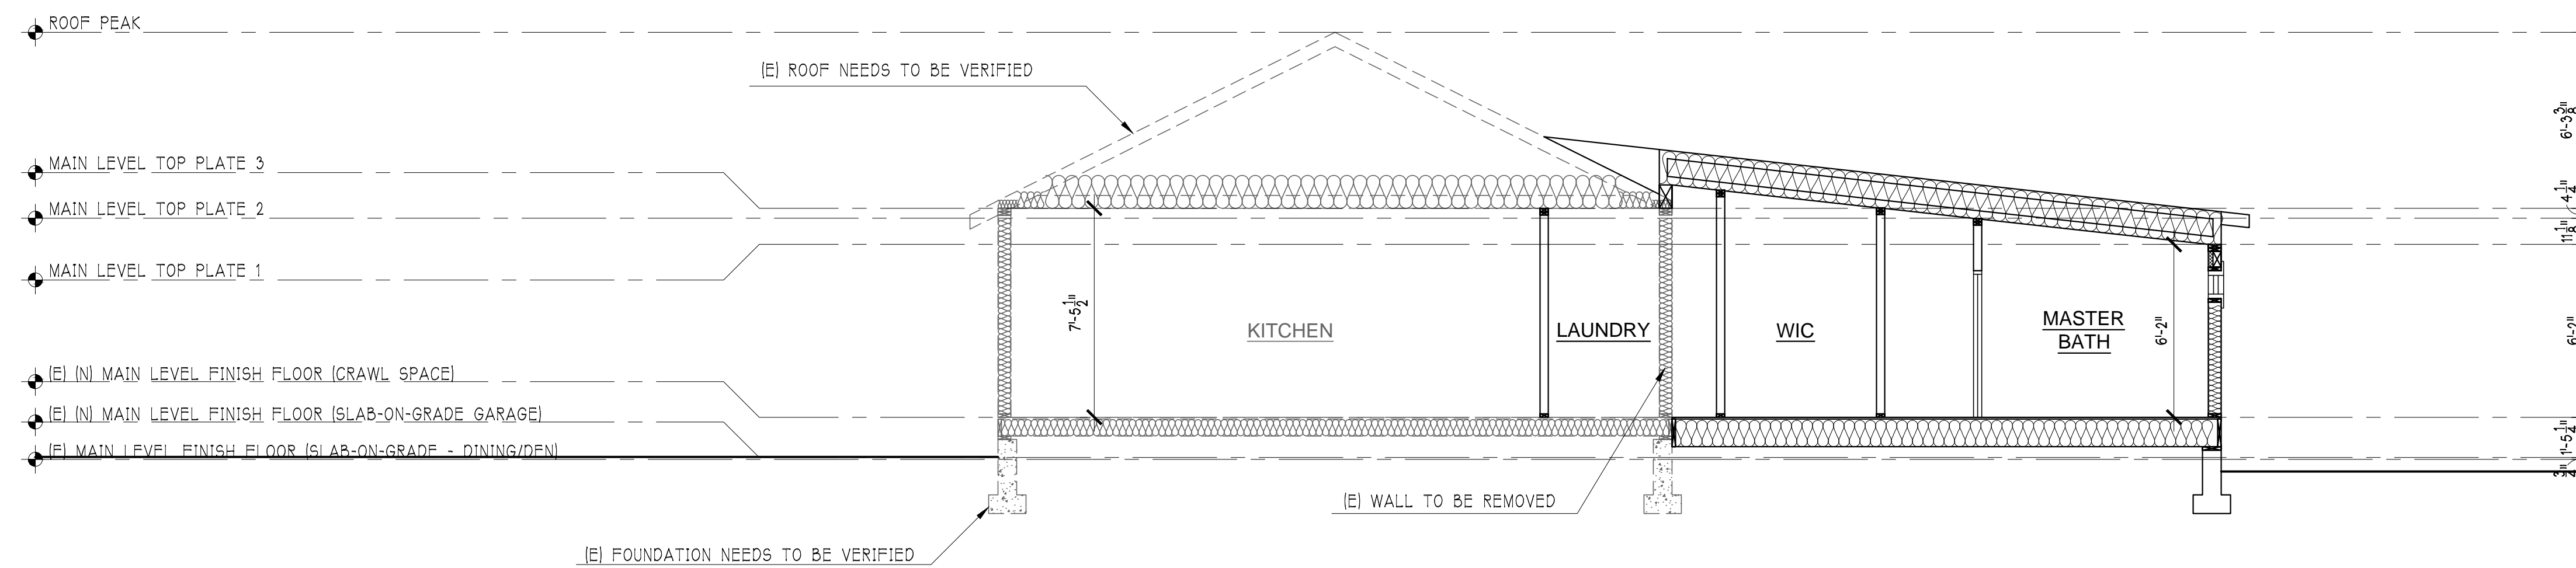 ROOF PEAK
(E) ROOF NEEDS TO BE VERIFIED
6'-3 3/8"
MAIN LEVEL TOP PLATE 3
4 1/4"
MAIN LEVEL TOP PLATE 2
11 1/8"
MAIN LEVEL TOP PLATE 1
7'-5 1/2"
KITCHEN
LAUNDRY
WIC
MASTER
BATH
6'-2"
6'-2"
(E) (N) MAIN LEVEL FINISH FLOOR (CRAWL SPACE)
(E) (N) MAIN LEVEL FINISH FLOOR (SLAB-ON-GRADE GARAGE)
(E) MAIN LEVEL FINISH FLOOR (SLAB-ON-GRADE - DINING/DEN)
(E) WALL TO BE REMOVED
(E) FOUNDATION NEEDS TO BE VERIFIED